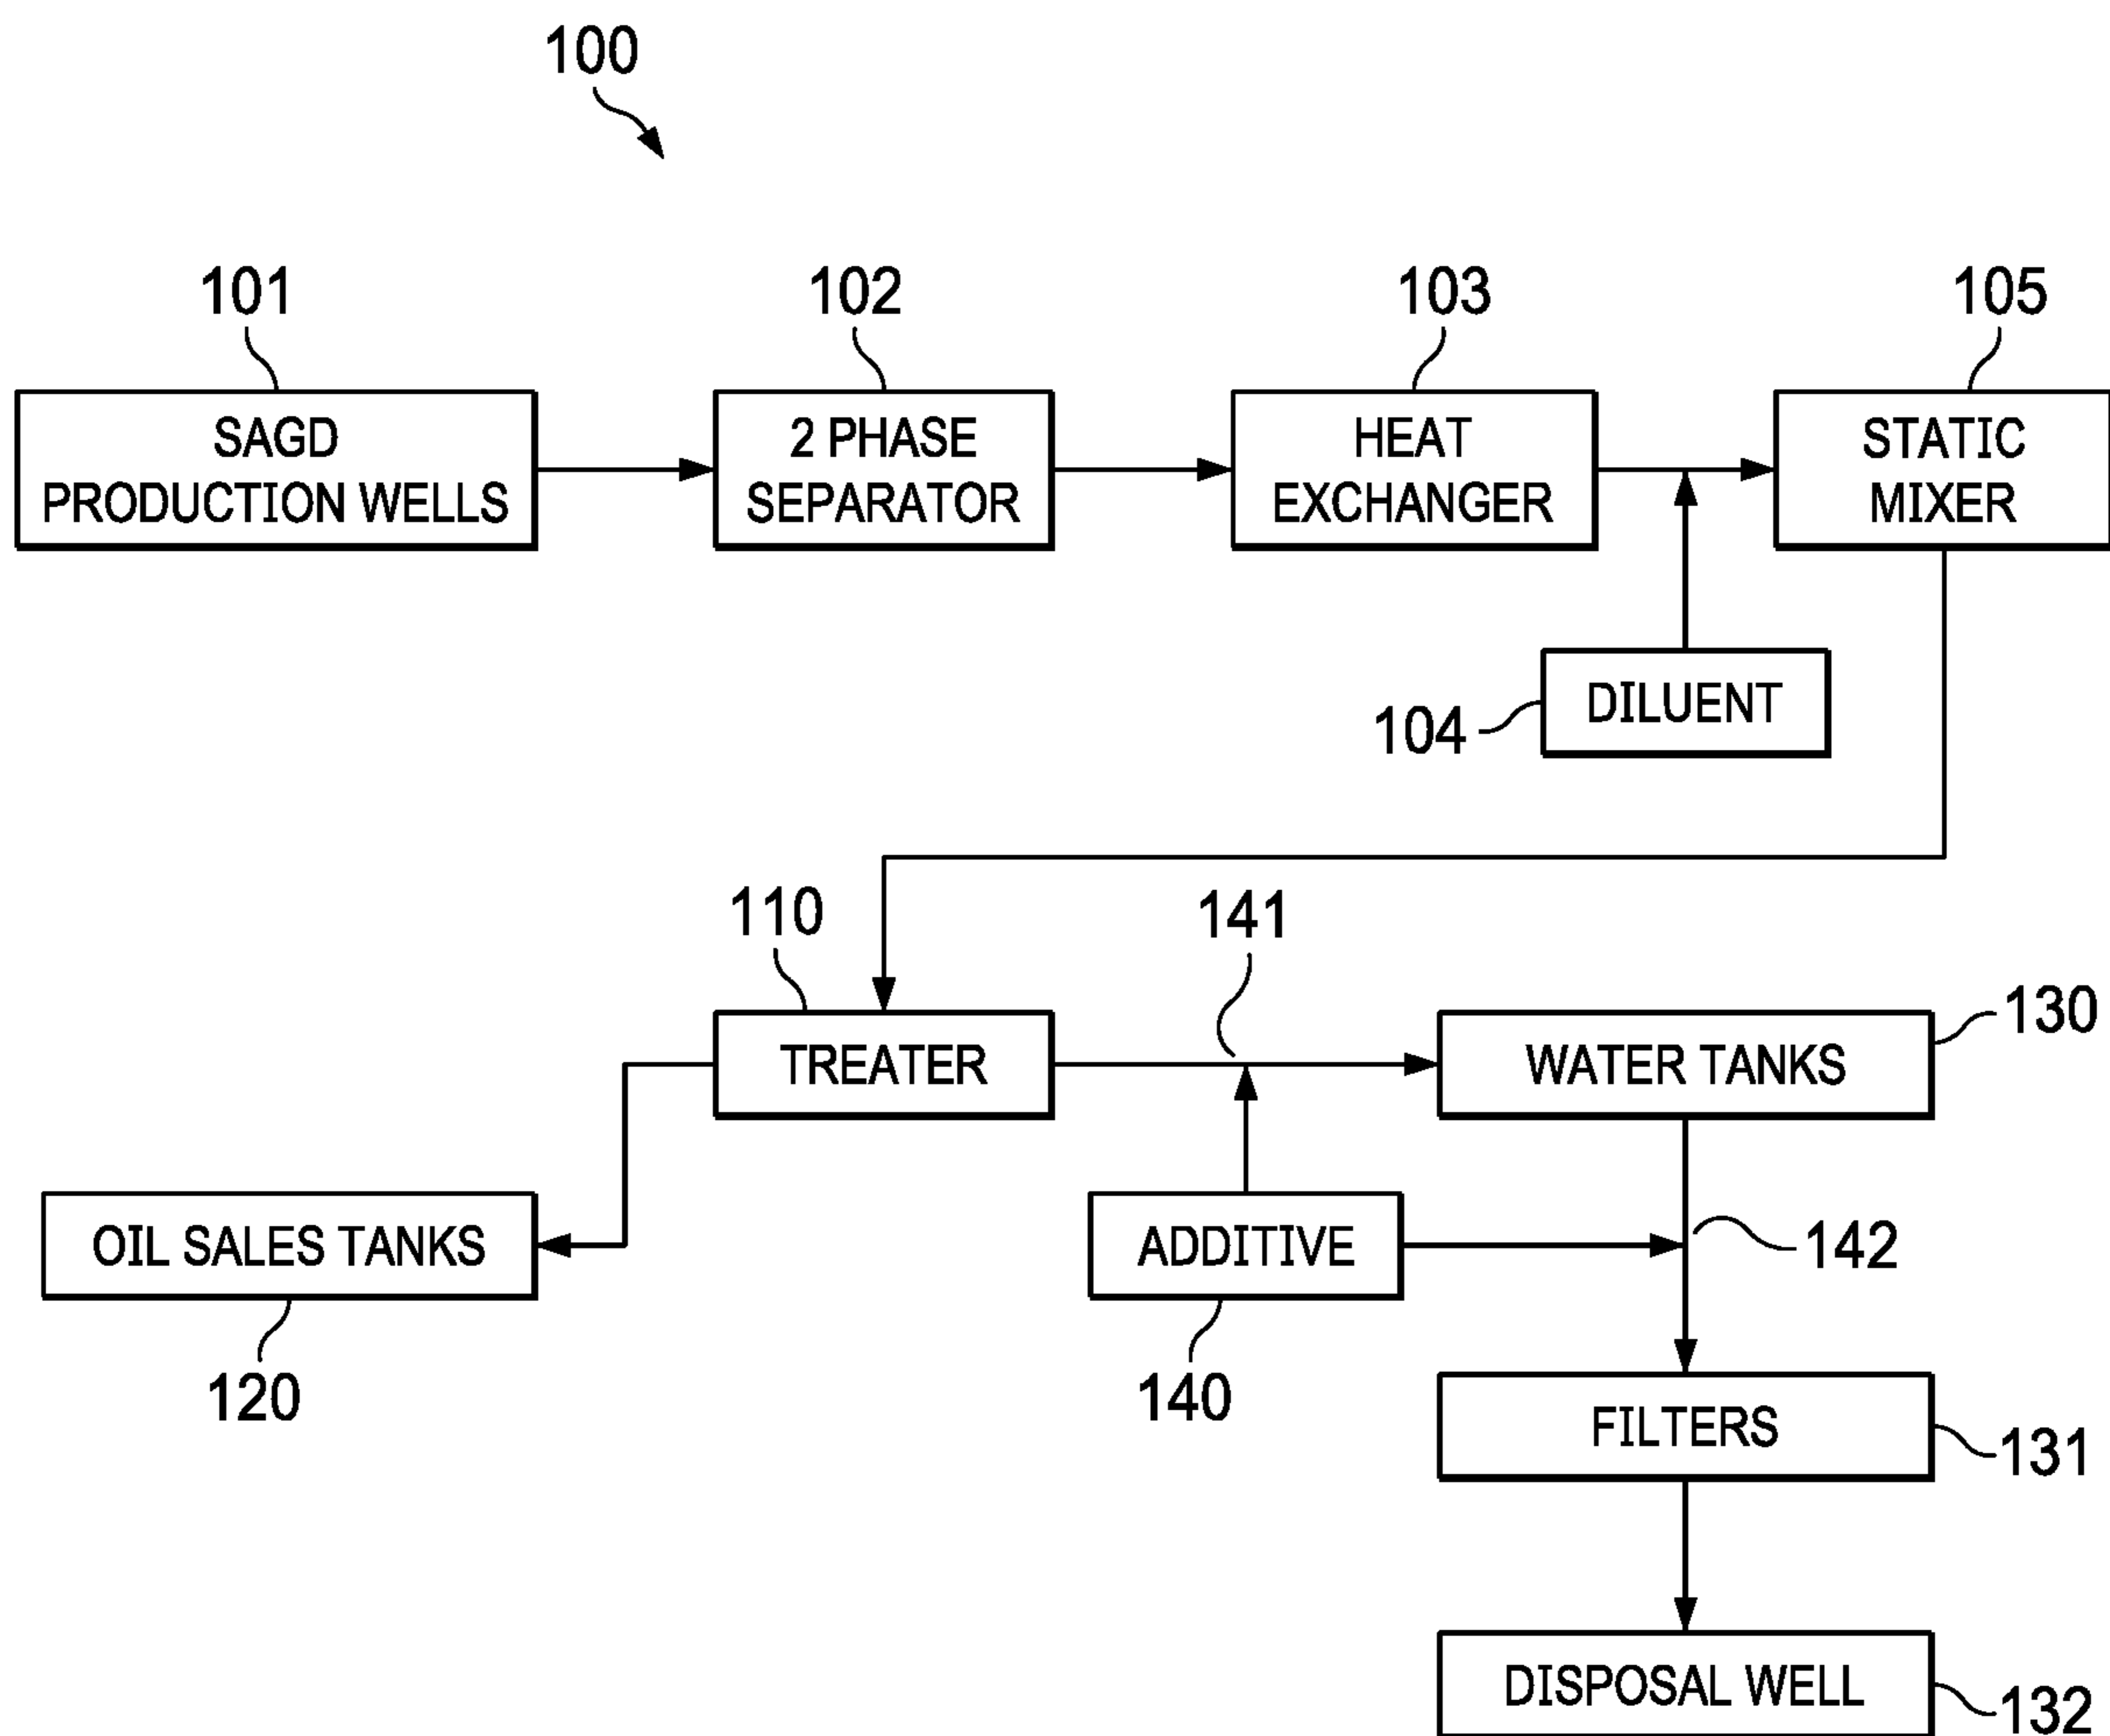 100
101
102
103
105
SAGD
PRODUCTION WELLS
2 PHASE
SEPARATOR
HEAT
EXCHANGER
STATIC
MIXER
104
DILUENT
110
141
130
TREATER
WATER TANKS
OIL SALES TANKS
ADDITIVE
142
120
140
FILTERS
131
DISPOSAL WELL
132